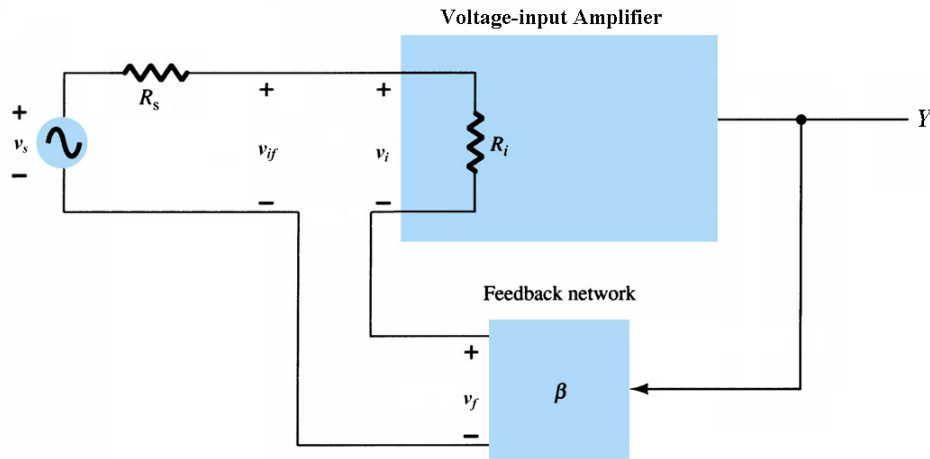 Voltage-input Amplifier
+
R_s
+
+
Y
v_s
v_if
v_i
R_i
−
−
−
Feedback network
+
v_f
β
−